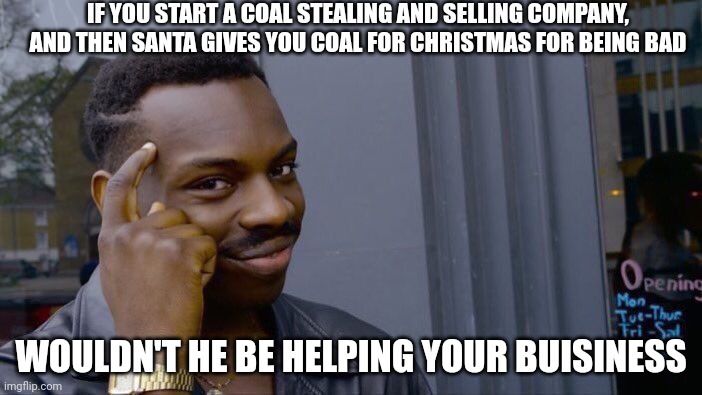 IF YOU START A COAL STEALING AND SELLING COMPANY,
AND THEN SANTA GIVES YOU COAL FOR CHRISTMAS FOR BEING BAD
Opening
Mon
Tue-Thur
Fri-Sat
WOULDN'T HE BE HELPING YOUR BUISINESS
imgflip.com